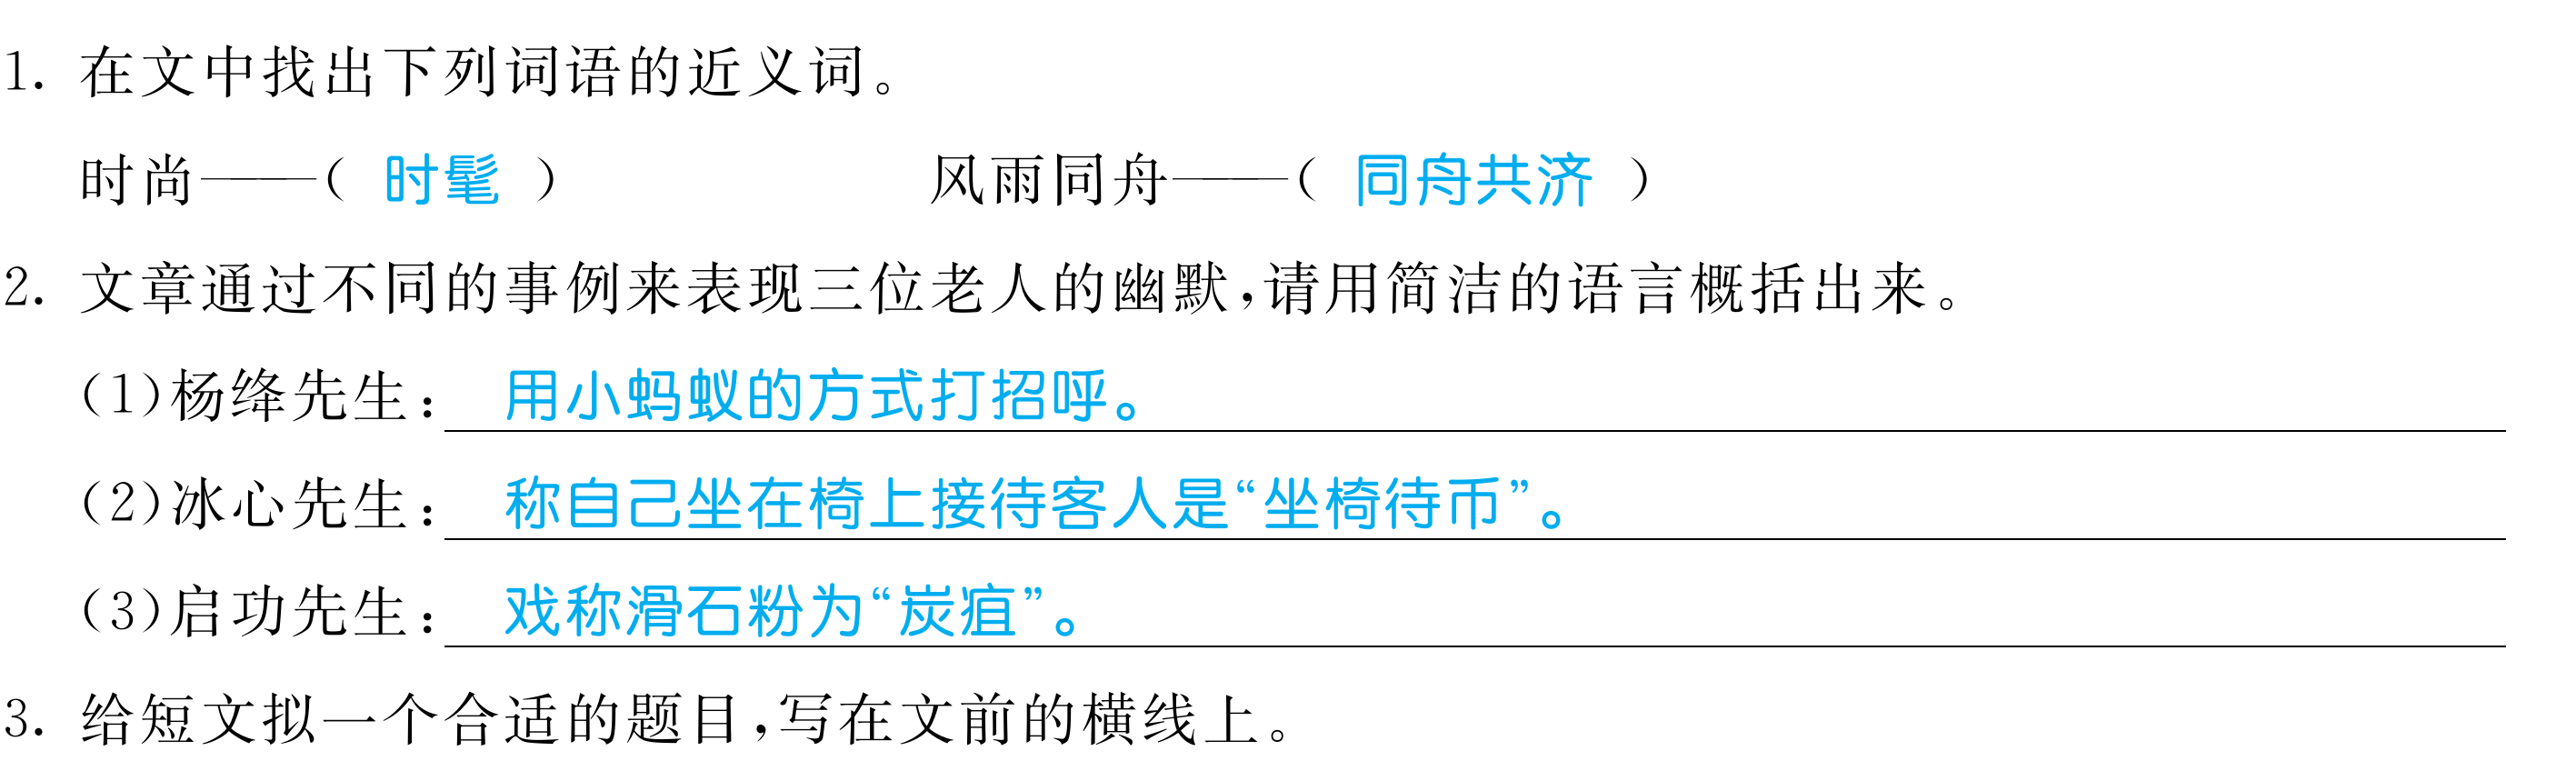 1. 在文中找出下列词语的近义词。
时尚——( 时髦 ) 风雨同舟——( 同舟共济 )
2. 文章通过不同的事例来表现三位老人的幽默,请用简洁的语言概括出来。
(1)杨绛先生: 用小蚂蚁的方式打招呼。
(2)冰心先生: 称自己坐在椅上接待客人是“坐椅待币”。
(3)启功先生: 戏称滑石粉为“炭疽”。
3. 给短文拟一个合适的题目,写在文前的横线上。